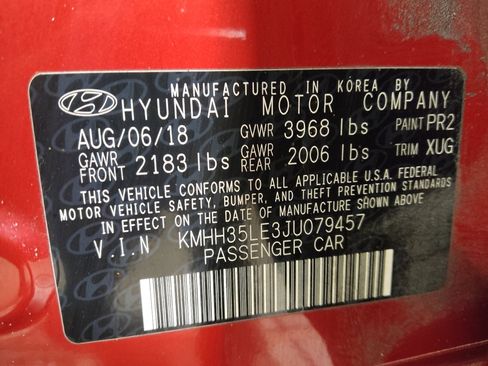 MANUFACTURED IN KOREA BY
HYUNDAI MOTOR COMPANY
AUG/06/18 GVWR 3968 lbs PAINT PR2
GAWR FRONT 2183 lbs GAWR REAR 2006 lbs TRIM XUG
THIS VEHICLE CONFORMS TO ALL APPLICABLE U.S.A. FEDERAL
MOTOR VEHICLE SAFETY, BUMPER, AND THEFT PREVENTION STANDARDS
IN EFFECT ON THE DATE OF MANUFACTURE SHOWN ABOVE.
V.I.N KMHH35LE3JU079457
PASSENGER CAR